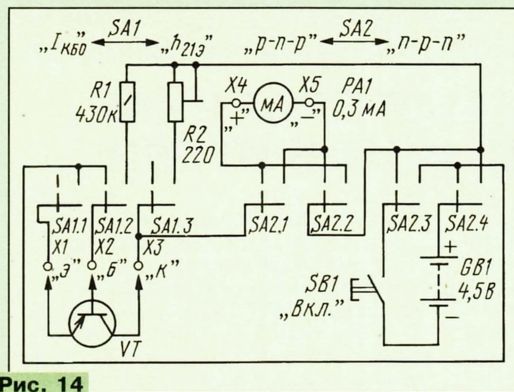 SA1
SA2
„Iкбо" „h21э" „p-n-p" „n-p-n"
R1
430к
R2
220
X4 X5 PA1
мА 0,3 мА
„+" „−"
SA1.1 SA1.2 SA1.3 SA2.1 SA2.2 SA2.3 SA2.4
X1 X2 X3
„Э" „Б" „К"
+
SB1 GB1
„Вкл." 4,5В
−
VT
Рис. 14